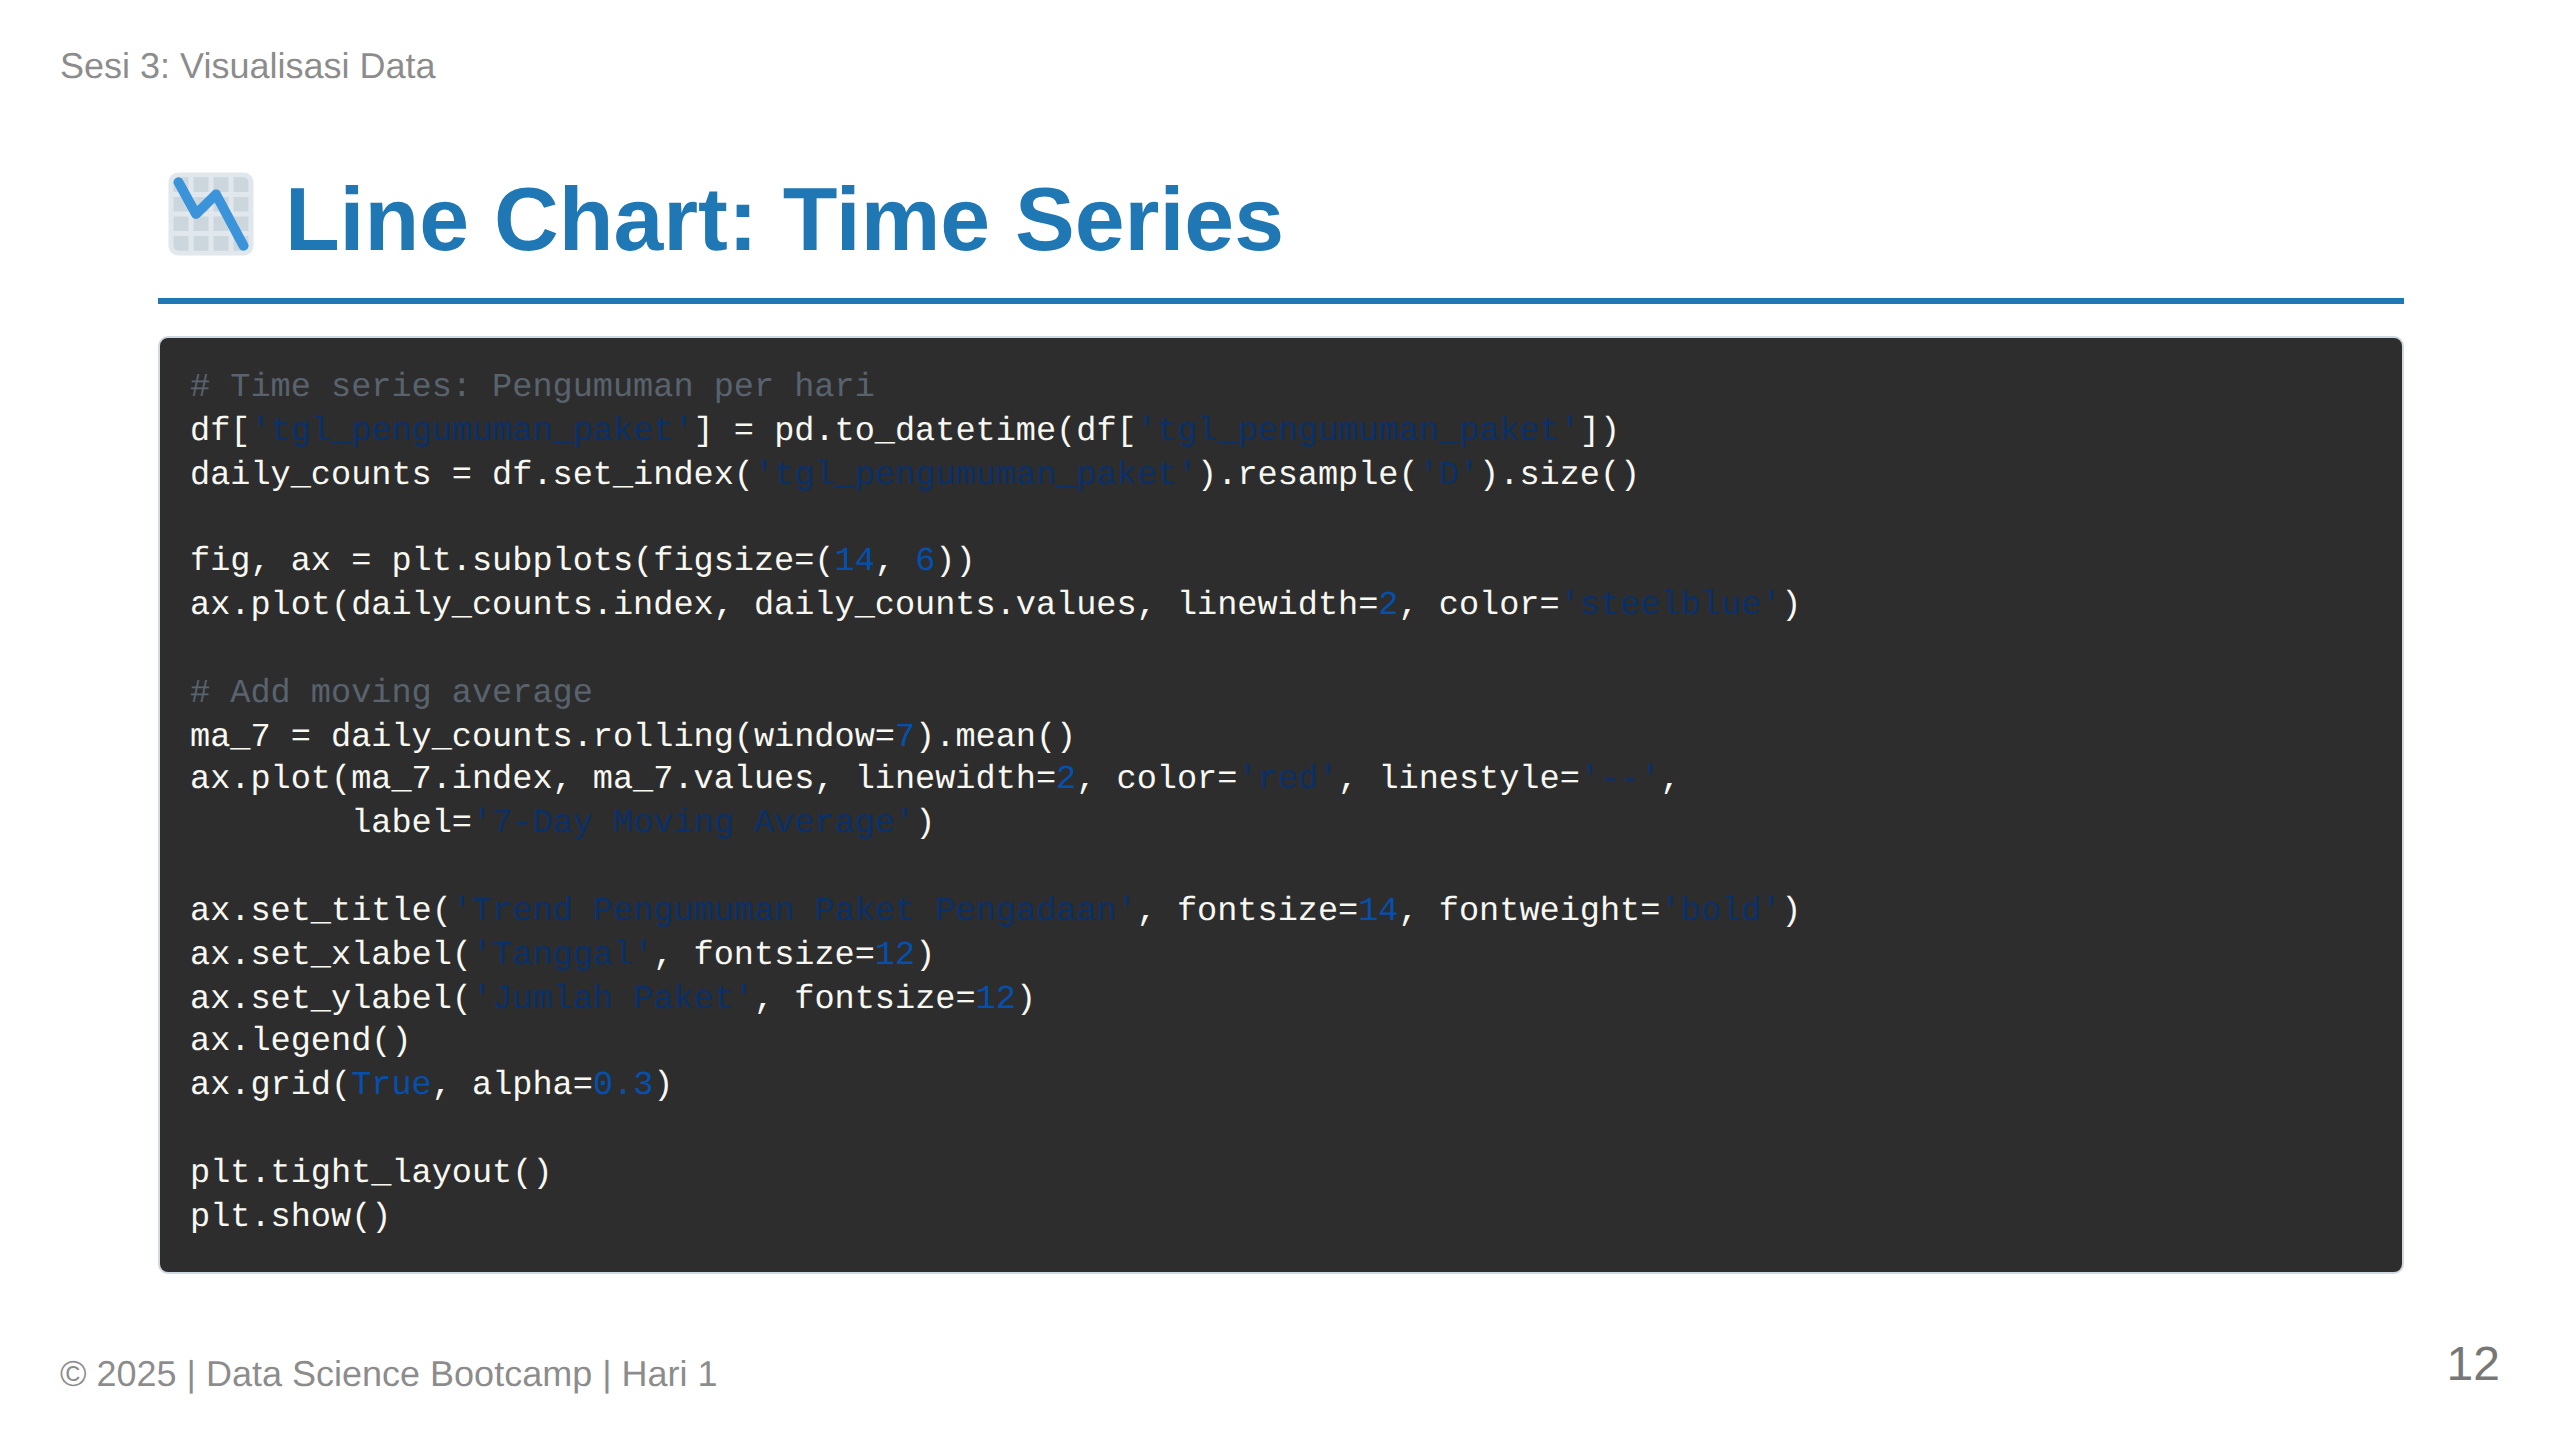 Sesi 3: Visualisasi Data
Line Chart: Time Series
# Time series: Pengumuman per hari
df['tgl_pengumuman_paket'] = pd.to_datetime(df['tgl_pengumuman_paket'])
daily_counts = df.set_index('tgl_pengumuman_paket').resample('D').size()
fig, ax = plt.subplots(figsize=(14, 6))
ax.plot(daily_counts.index, daily_counts.values, linewidth=2, color='steelblue')
# Add moving average
ma_7 = daily_counts.rolling(window=7).mean()
ax.plot(ma_7.index, ma_7.values, linewidth=2, color='red', linestyle='--',
        label='7-Day Moving Average')
ax.set_title('Trend Pengumuman Paket Pengadaan', fontsize=14, fontweight='bold')
ax.set_xlabel('Tanggal', fontsize=12)
ax.set_ylabel('Jumlah Paket', fontsize=12)
ax.legend()
ax.grid(True, alpha=0.3)
plt.tight_layout()
plt.show()
© 2025 | Data Science Bootcamp | Hari 1
12